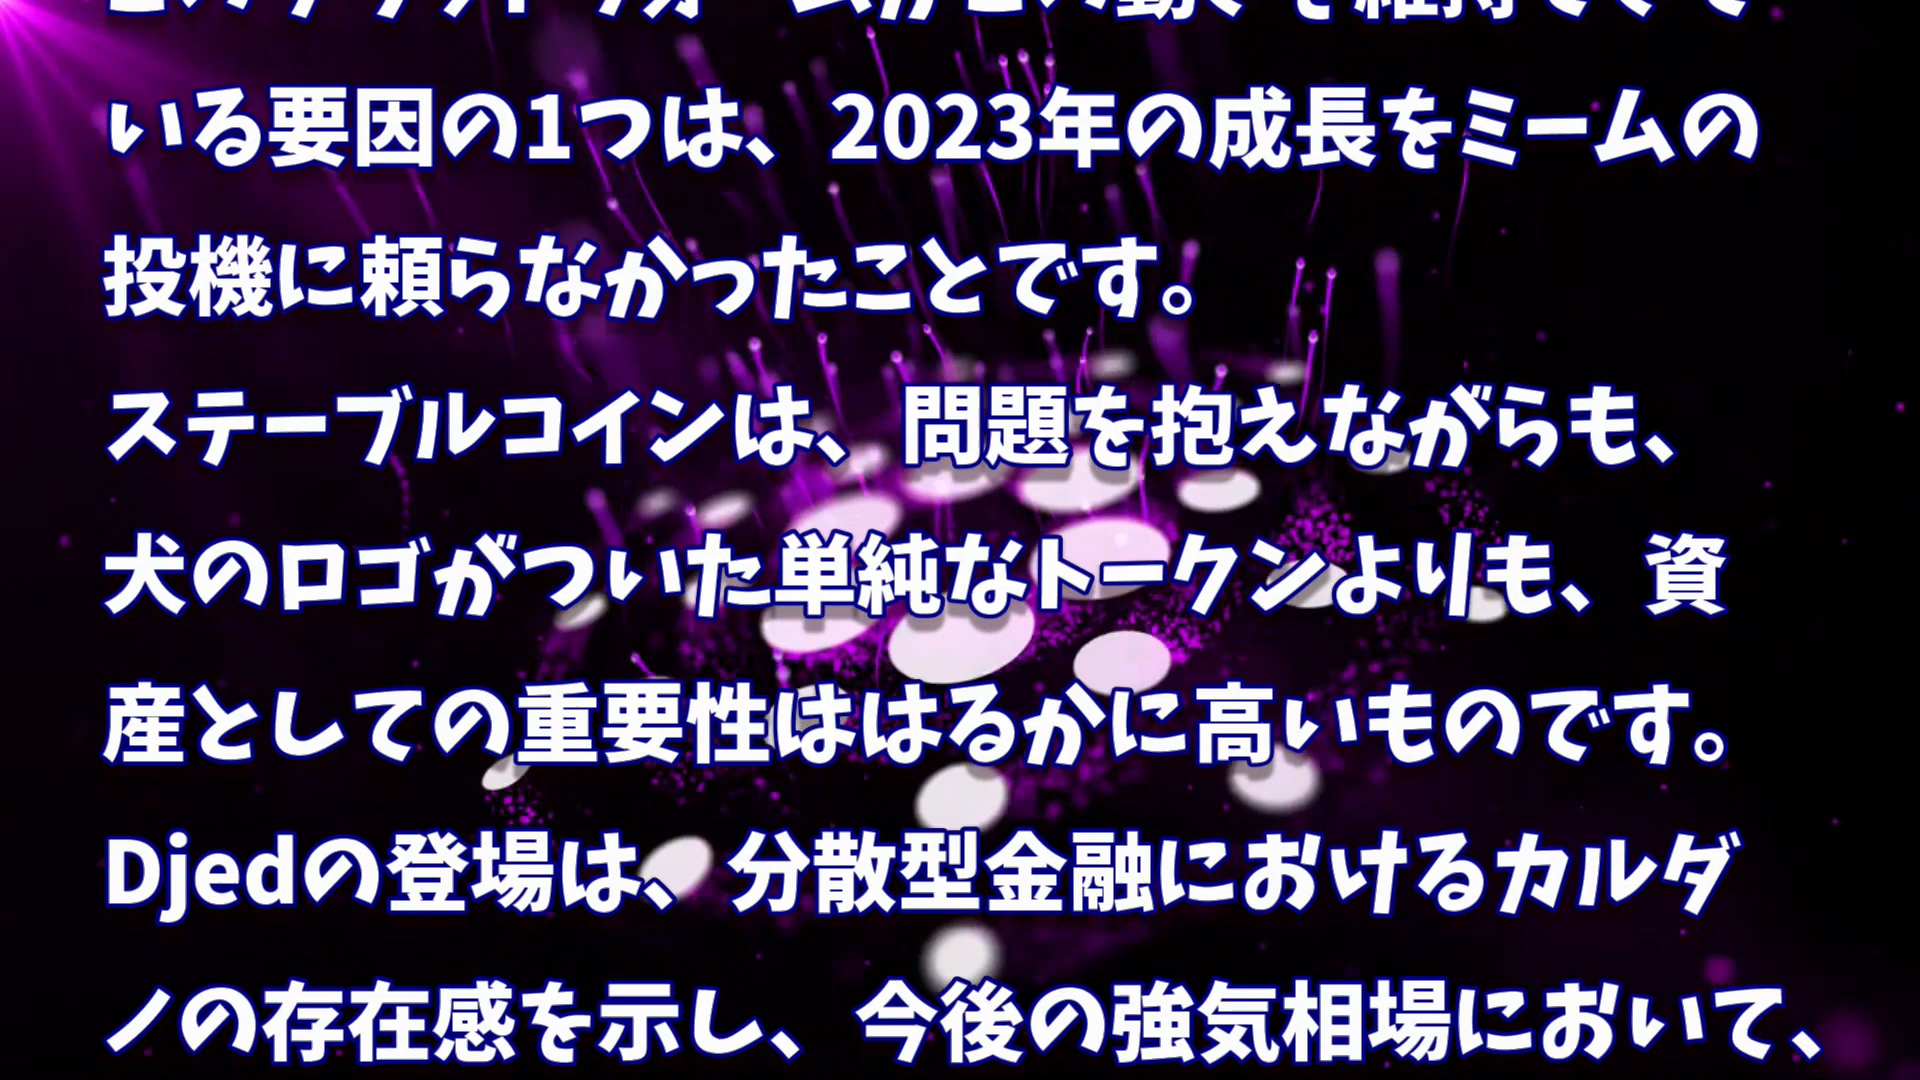 いる要因の1つは、2023年の成長をミームの
投機に頼らなかったことです。
ステーブルコインは、問題を抱えながらも、
犬のロゴがついた単純なトークンよりも、資
産としての重要性ははるかに高いものです。
Djedの登場は、分散型金融におけるカルダ
ノの存在感を示し、今後の強気相場において、